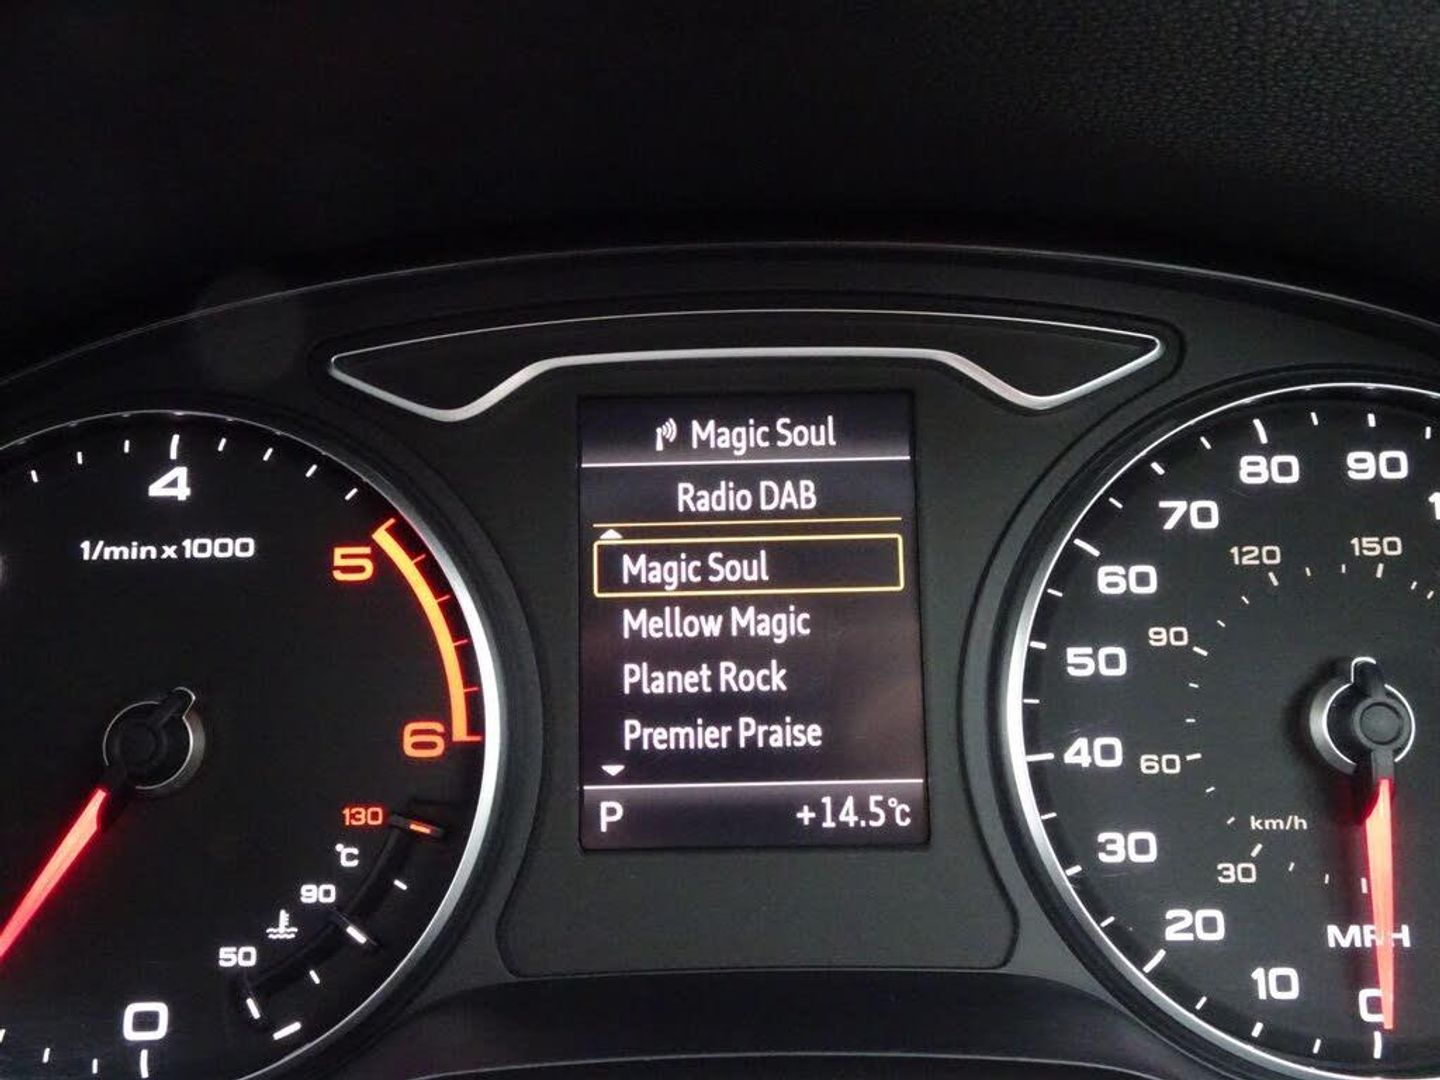 Magic Soul
Radio DAB
Magic Soul
Mellow Magic
Planet Rock
Premier Praise
P +14.5°C
4
1/min x 1000
5
6
130
°C
90
50
0
80 90
70
120 150
60
90
50
40 60
km/h
30 30
20 MPH
10 0